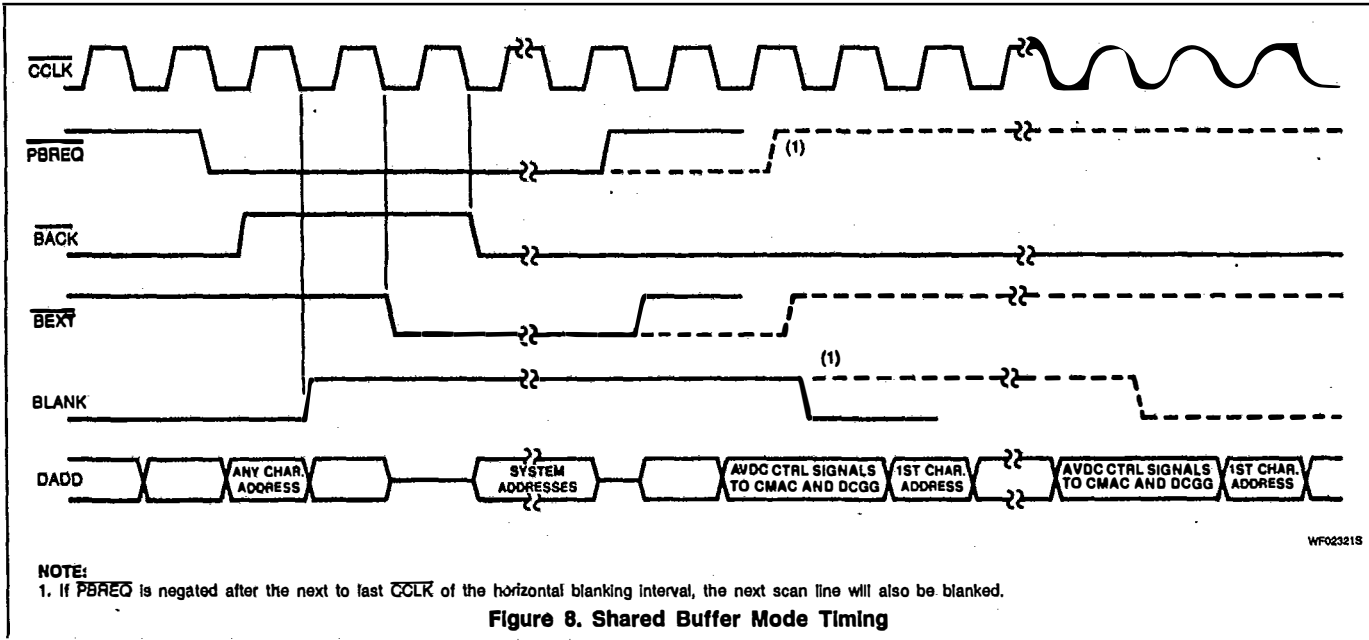 CCLK
PBREQ
(1)
BACK
BEXT
(1)
BLANK
DADD
ANY CHAR.
ADDRESS
SYSTEM
ADDRESSES
AVDC CTRL SIGNALS
TO CMAC AND DCGG
1ST CHAR.
ADDRESS
AVDC CTRL SIGNALS
TO CMAC AND DCGG
1ST CHAR.
ADDRESS
WF02321S
NOTE:
1. If PBREQ is negated after the next to last CCLK of the horizontal blanking interval, the next scan line will also be blanked.
Figure 8. Shared Buffer Mode Timing